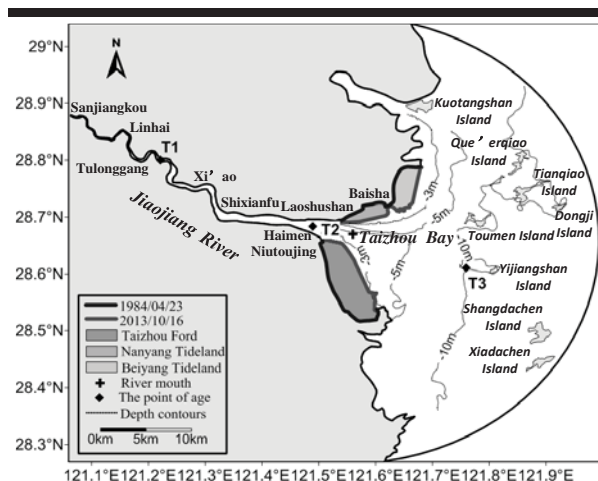 29°N
28.9°N
28.8°N
28.7°N
28.6°N
28.5°N
28.4°N
28.3°N
N
Sanjiangkou
Linhai
T1
Tulonggang
Xi' ao
Shixianfu
Laoshushan
Baisha
Jiaojiang River
Haimen
Niutoujing
T2
Taizhou Bay
-3m
-5m
-3m
-5m
-10m
-10m
Kuotangshan
Island
Que' erqiao
Island
Tianqiao
Island
Dongji
Island
Toumen Island
Yijiangshan
Island
T3
Shangdachen
Island
Xiadachen
Island
1984/04/23
2013/10/16
Taizhou Ford
Nanyang Tideland
Beiyang Tideland
River mouth
The point of age
Depth contours
0km 5km 10km
121.1°E121.2°E121.3°E 121.5°E121.6°E121.7°E121.8°E121.9°E